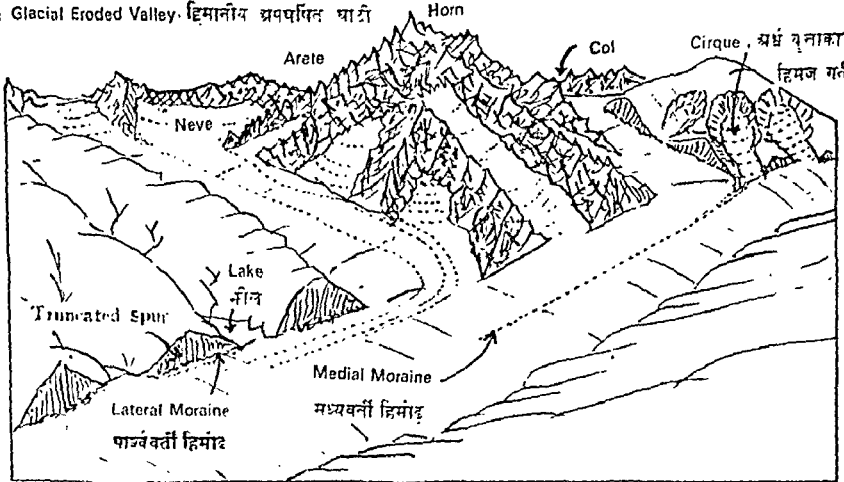 Glacial Eroded Valley. हिमानीय अपघर्षित घाटी
Horn
Arete
Col
Cirque, अर्ध वृत्ताका
हिमज गर्त
Neve
Lake
Truncated Spur
Lateral Moraine
पार्श्ववर्ती हिमोढ़
Medial Moraine
मध्यवर्ती हिमोढ़